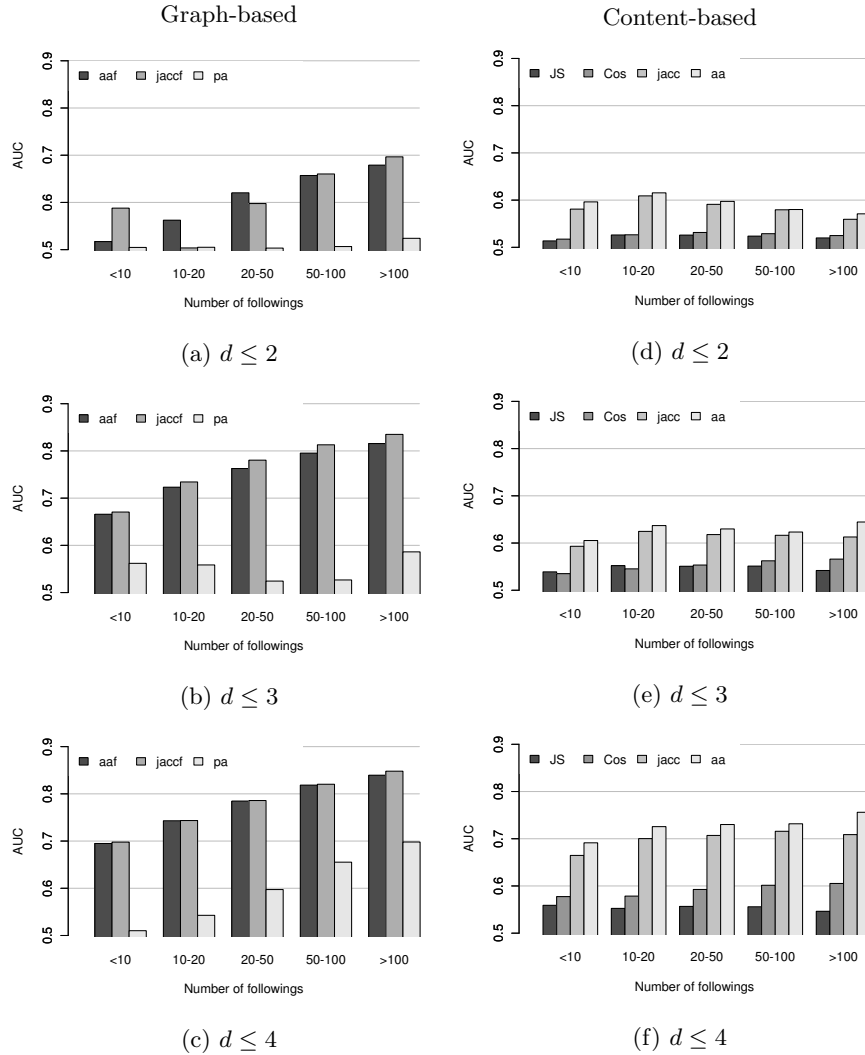 Graph-based
Content-based
0.5 0.6 0.7 0.8 0.9
AUC
aaf jaccf pa
<10 10-20 20-50 50-100 >100
Number of followings
(a) d ≤ 2
0.5 0.6 0.7 0.8 0.9
AUC
JS Cos jacc aa
<10 10-20 20-50 50-100 >100
Number of followings
(d) d ≤ 2
0.5 0.6 0.7 0.8 0.9
AUC
aaf jaccf pa
<10 10-20 20-50 50-100 >100
Number of followings
(b) d ≤ 3
0.5 0.6 0.7 0.8 0.9
AUC
JS Cos jacc aa
<10 10-20 20-50 50-100 >100
Number of followings
(e) d ≤ 3
0.5 0.6 0.7 0.8 0.9
AUC
aaf jaccf pa
<10 10-20 20-50 50-100 >100
Number of followings
(c) d ≤ 4
0.5 0.6 0.7 0.8 0.9
AUC
JS Cos jacc aa
<10 10-20 20-50 50-100 >100
Number of followings
(f) d ≤ 4